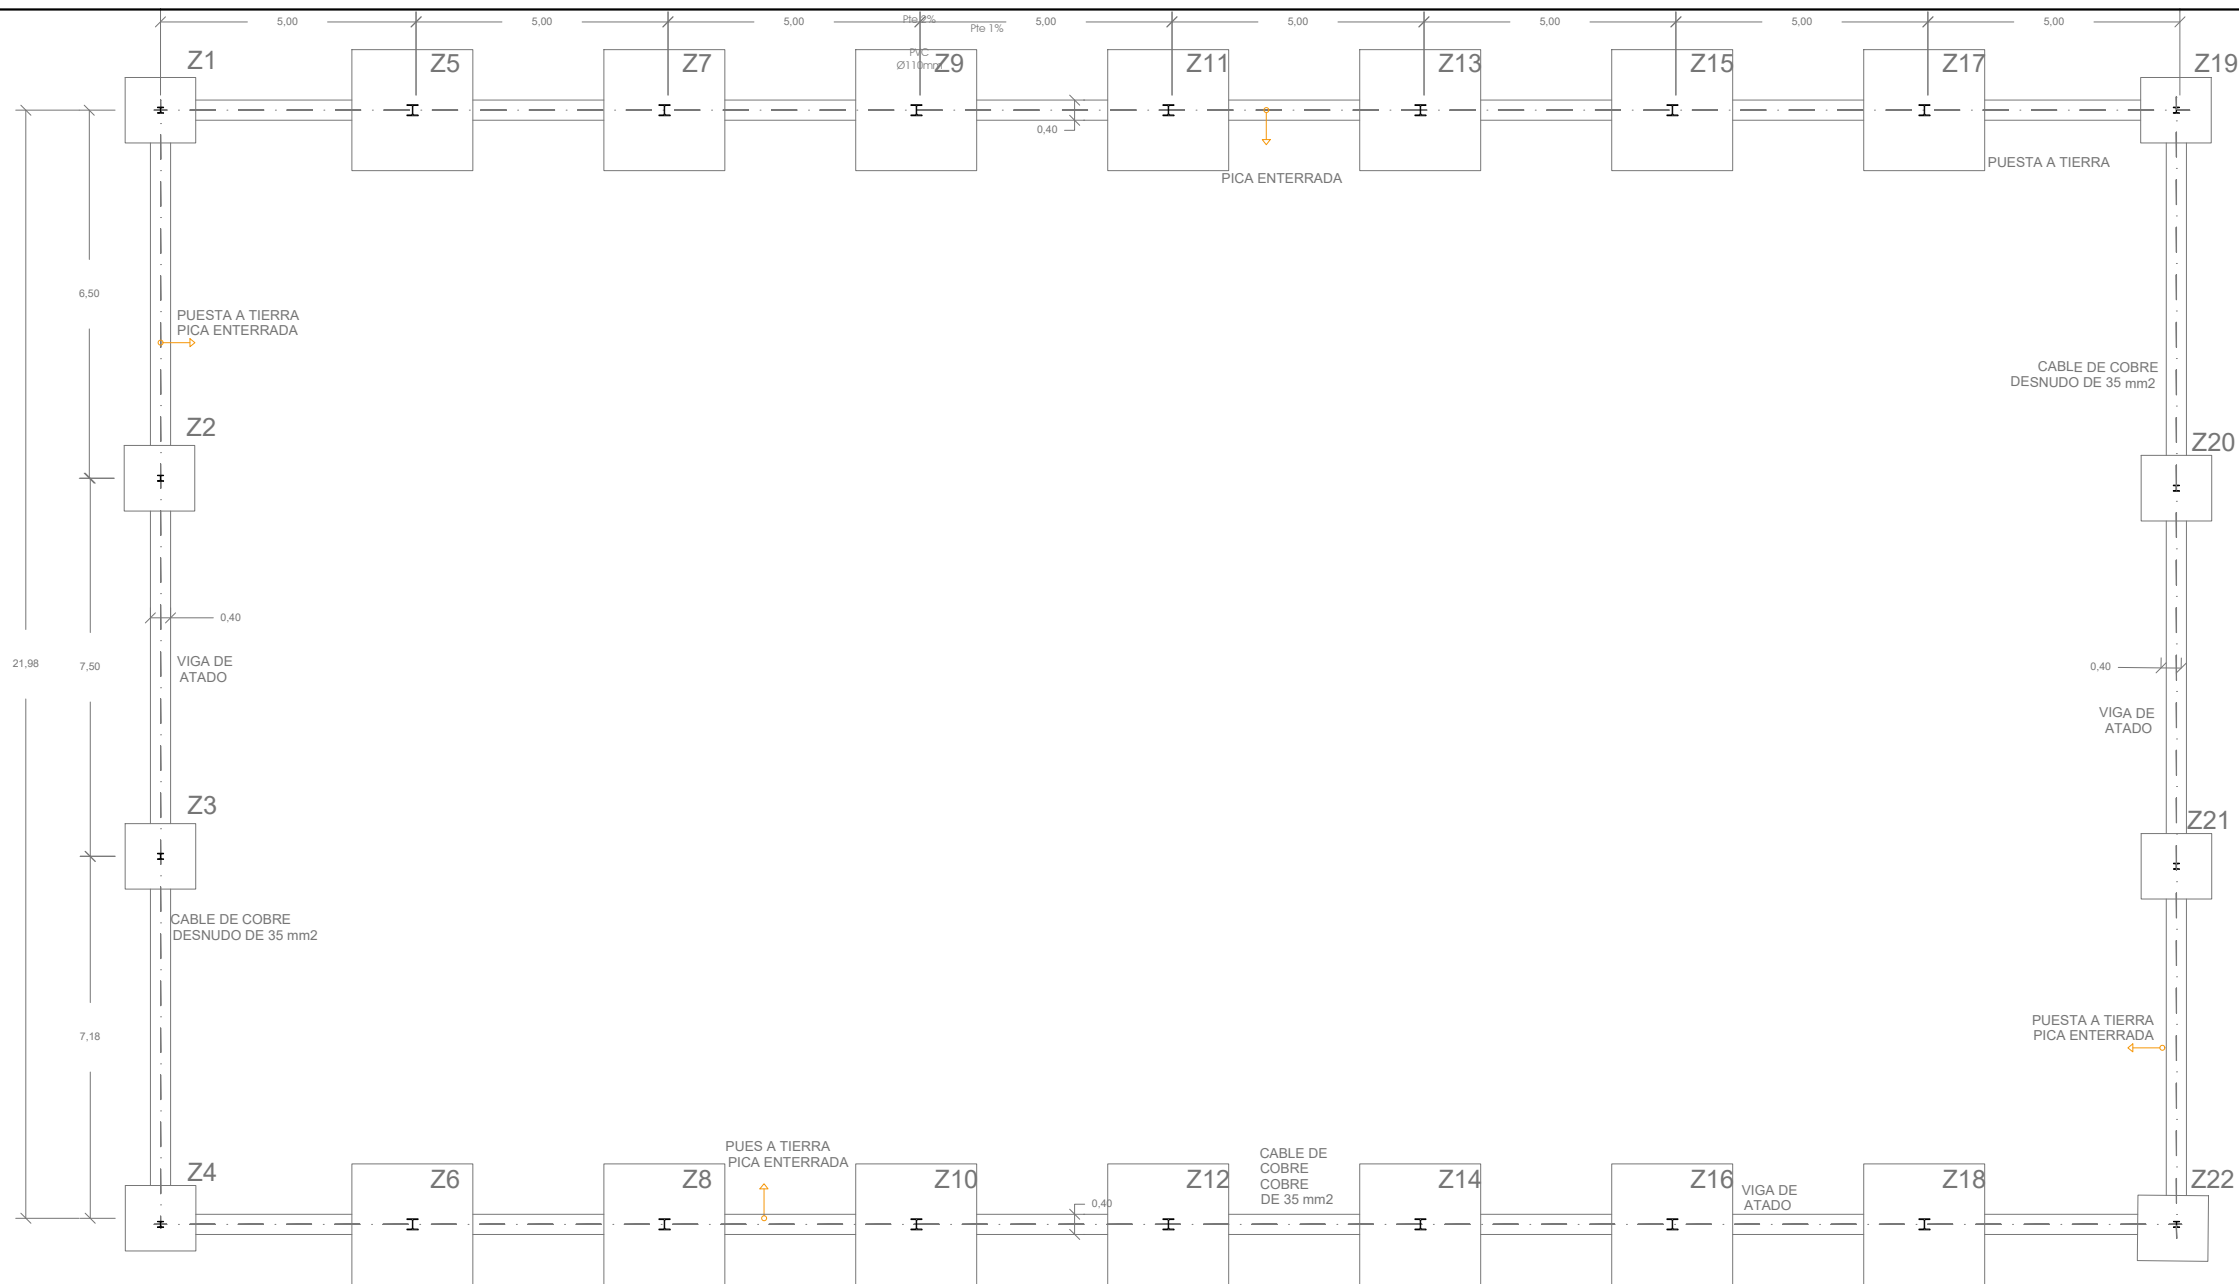 5,00
5,00
5,00
Pte 2%
Pte 1%
5,00
5,00
5,00
5,00
5,00
PVC
Ø110mm
Z1
Z5
Z7
Z9
Z11
Z13
Z15
Z17
Z19
0,40
PICA ENTERRADA
PUESTA A TIERRA
6,50
PUESTA A TIERRA
PICA ENTERRADA
CABLE DE COBRE
DESNUDO DE 35 mm2
Z2
Z20
0,40
21,98
7,50
VIGA DE
ATADO
0,40
VIGA DE
ATADO
Z3
Z21
CABLE DE COBRE
DESNUDO DE 35 mm2
7,18
PUESTA A TIERRA
PICA ENTERRADA
PUES A TIERRA
PICA ENTERRADA
CABLE DE
COBRE
COBRE
DE 35 mm2
Z4
Z6
Z8
Z10
Z12
Z14
Z16
Z18
Z22
0,40
VIGA DE
ATADO